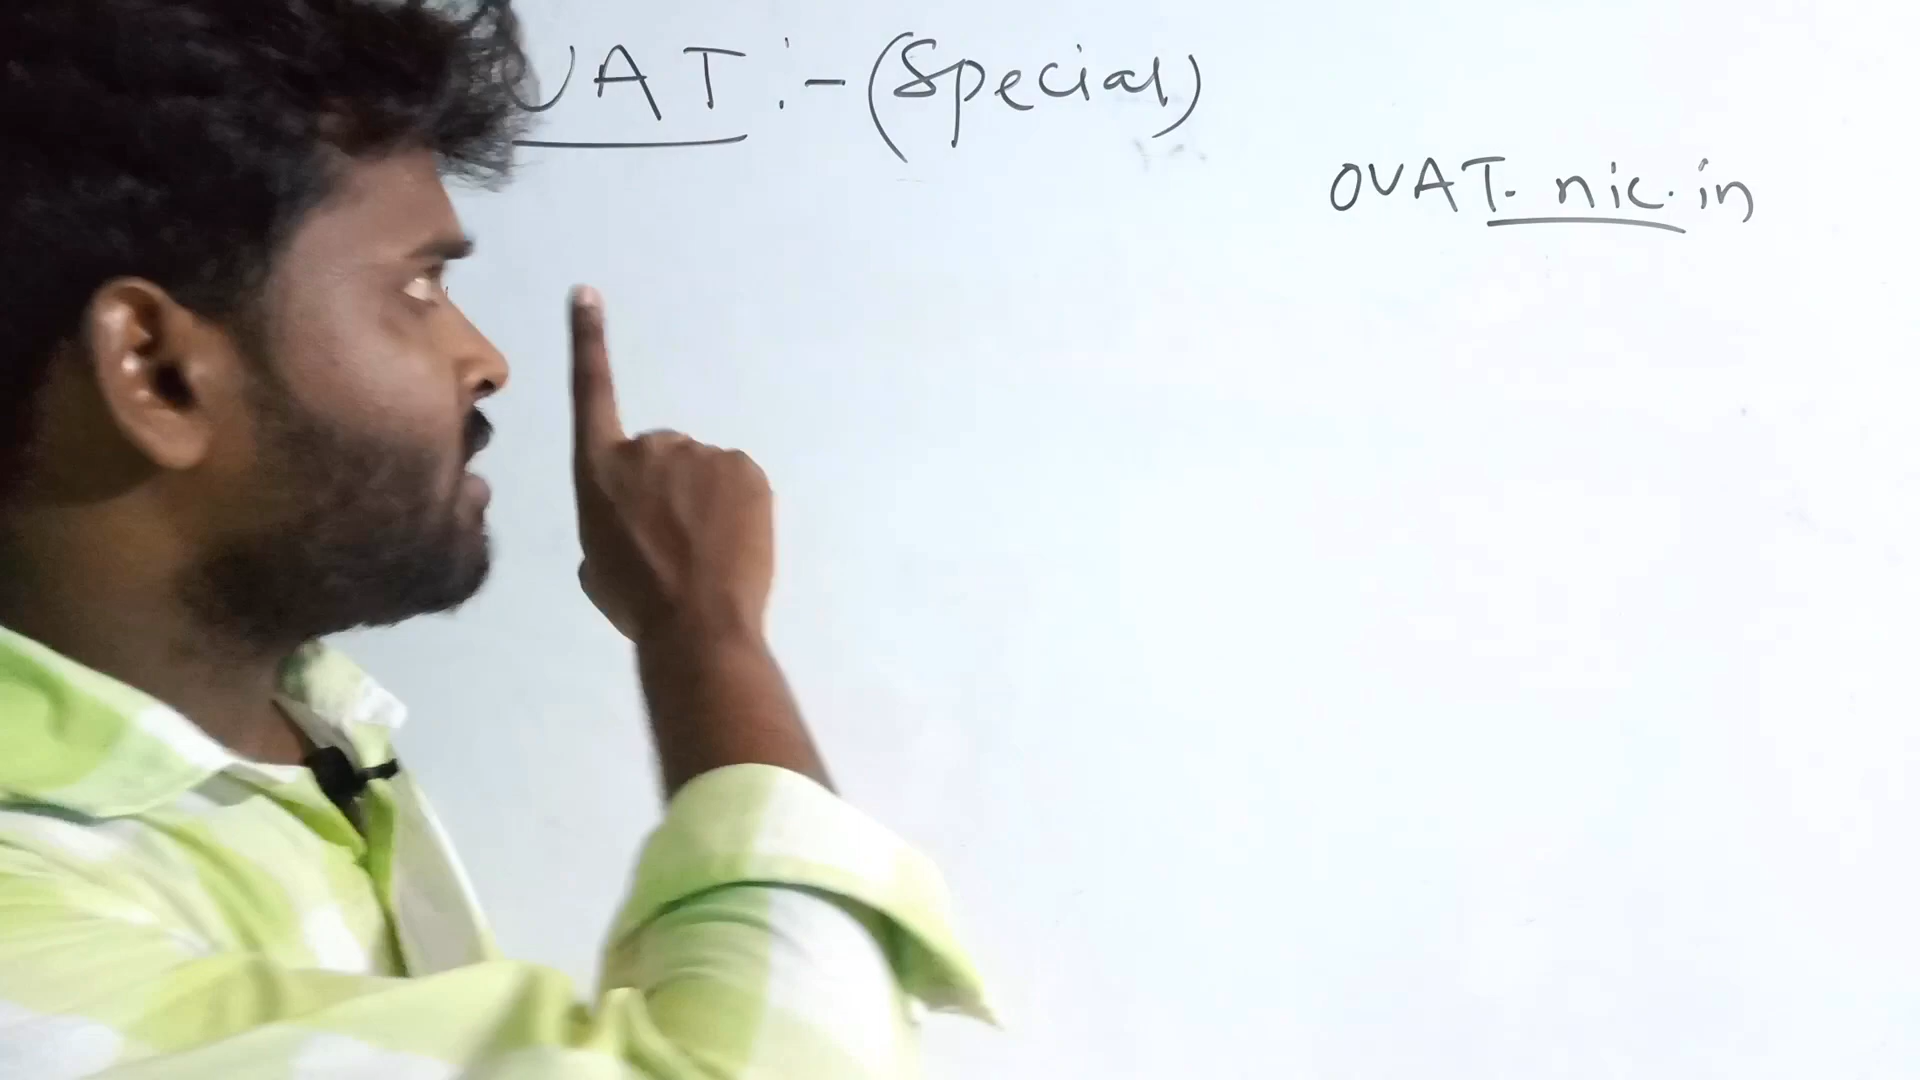 UAT :- (Special)
OVAT. nic.in